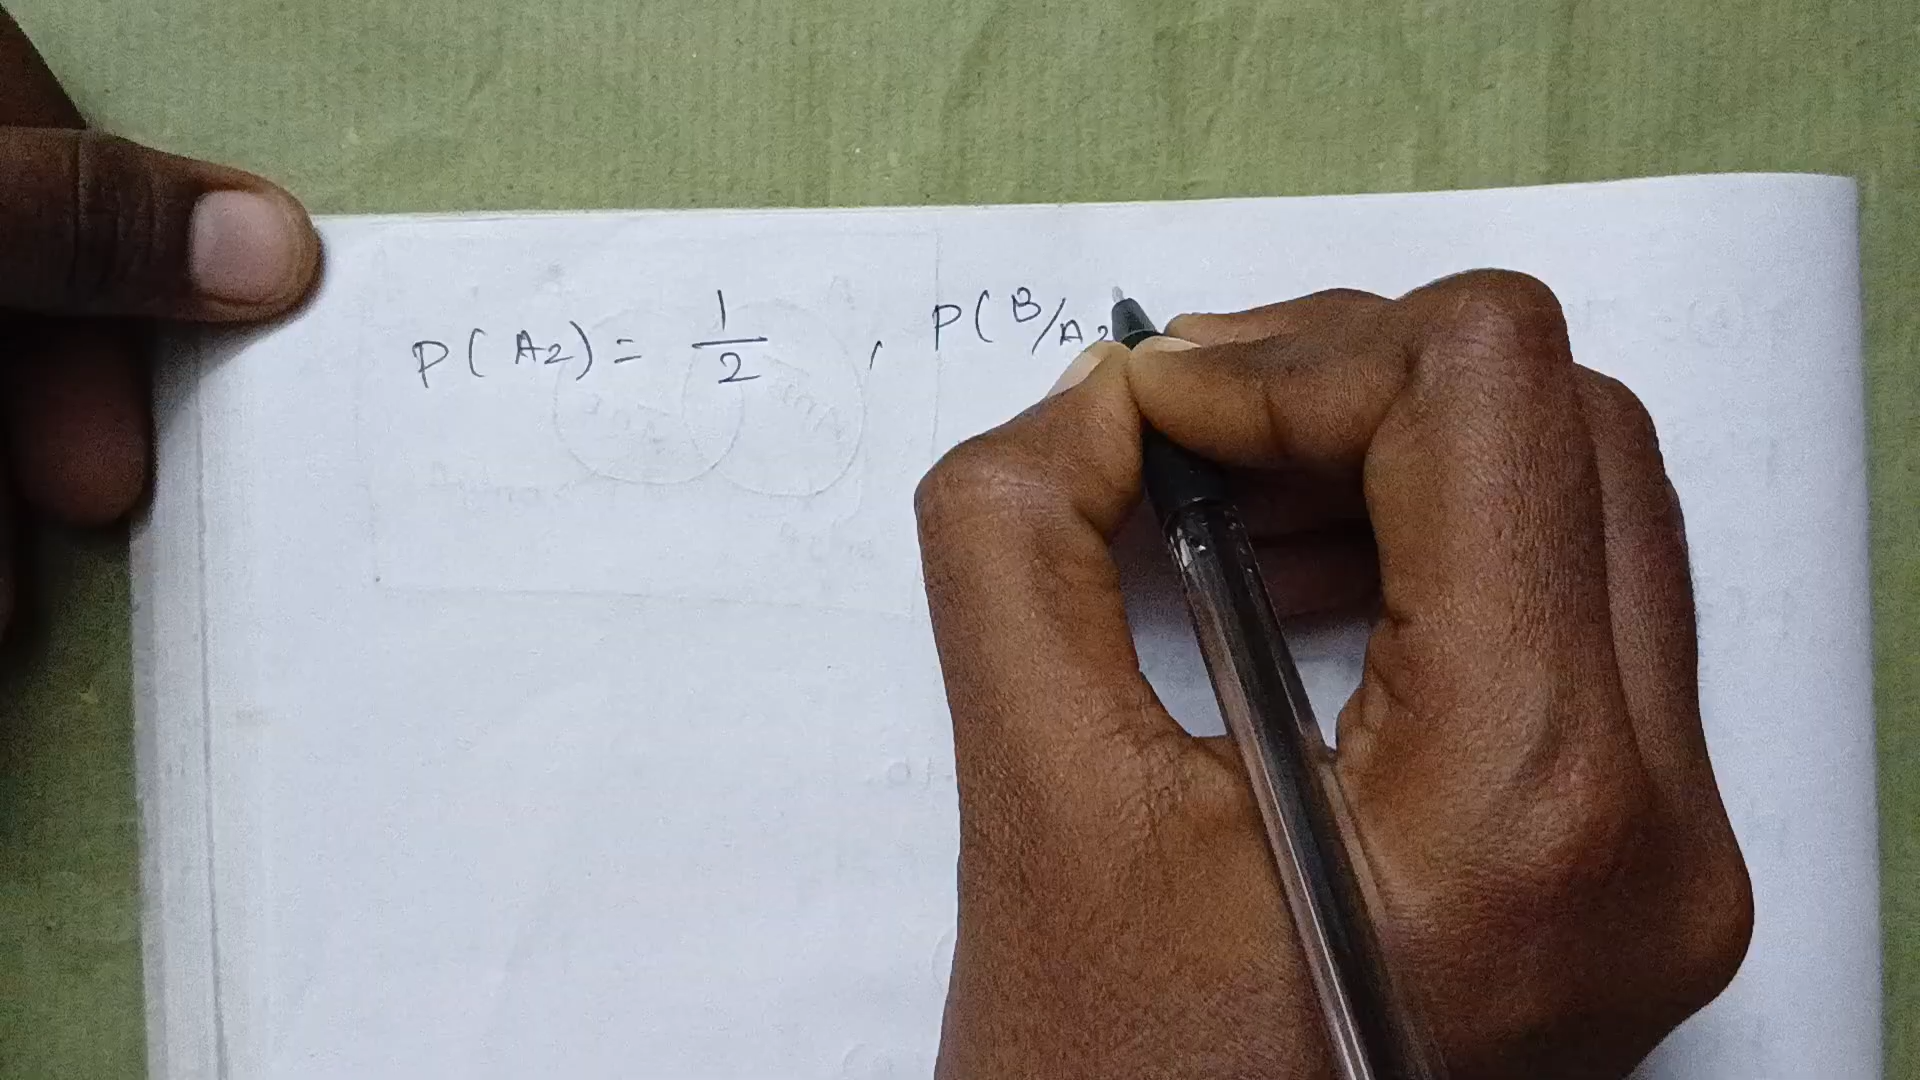 P(A2) = 1/2 , P(B/A2